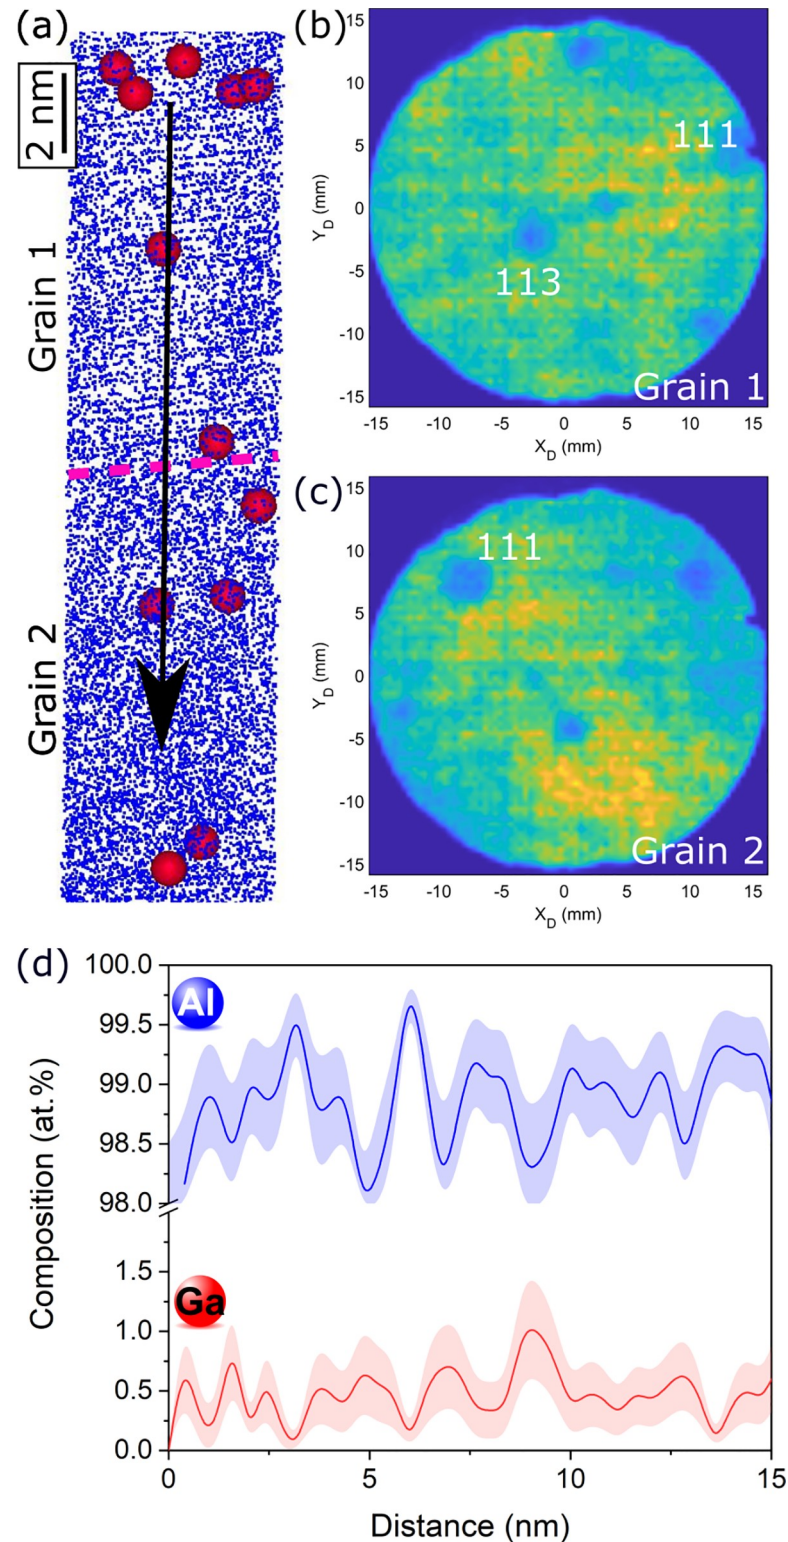 (a)
2 nm
Grain 1
Grain 2
(b)
15
10
5
0
-5
-10
-15
Y_D (mm)
111
113
Grain 1
-15 -10 -5 0 5 10 15
X_D (mm)
(c)
15
10
5
0
-5
-10
-15
Y_D (mm)
111
Grain 2
-15 -10 -5 0 5 10 15
X_D (mm)
(d)
100.0
99.5
99.0
98.5
98.0
1.5
1.0
0.5
0.0
Composition (at.%)
Al
Ga
0 5 10 15
Distance (nm)